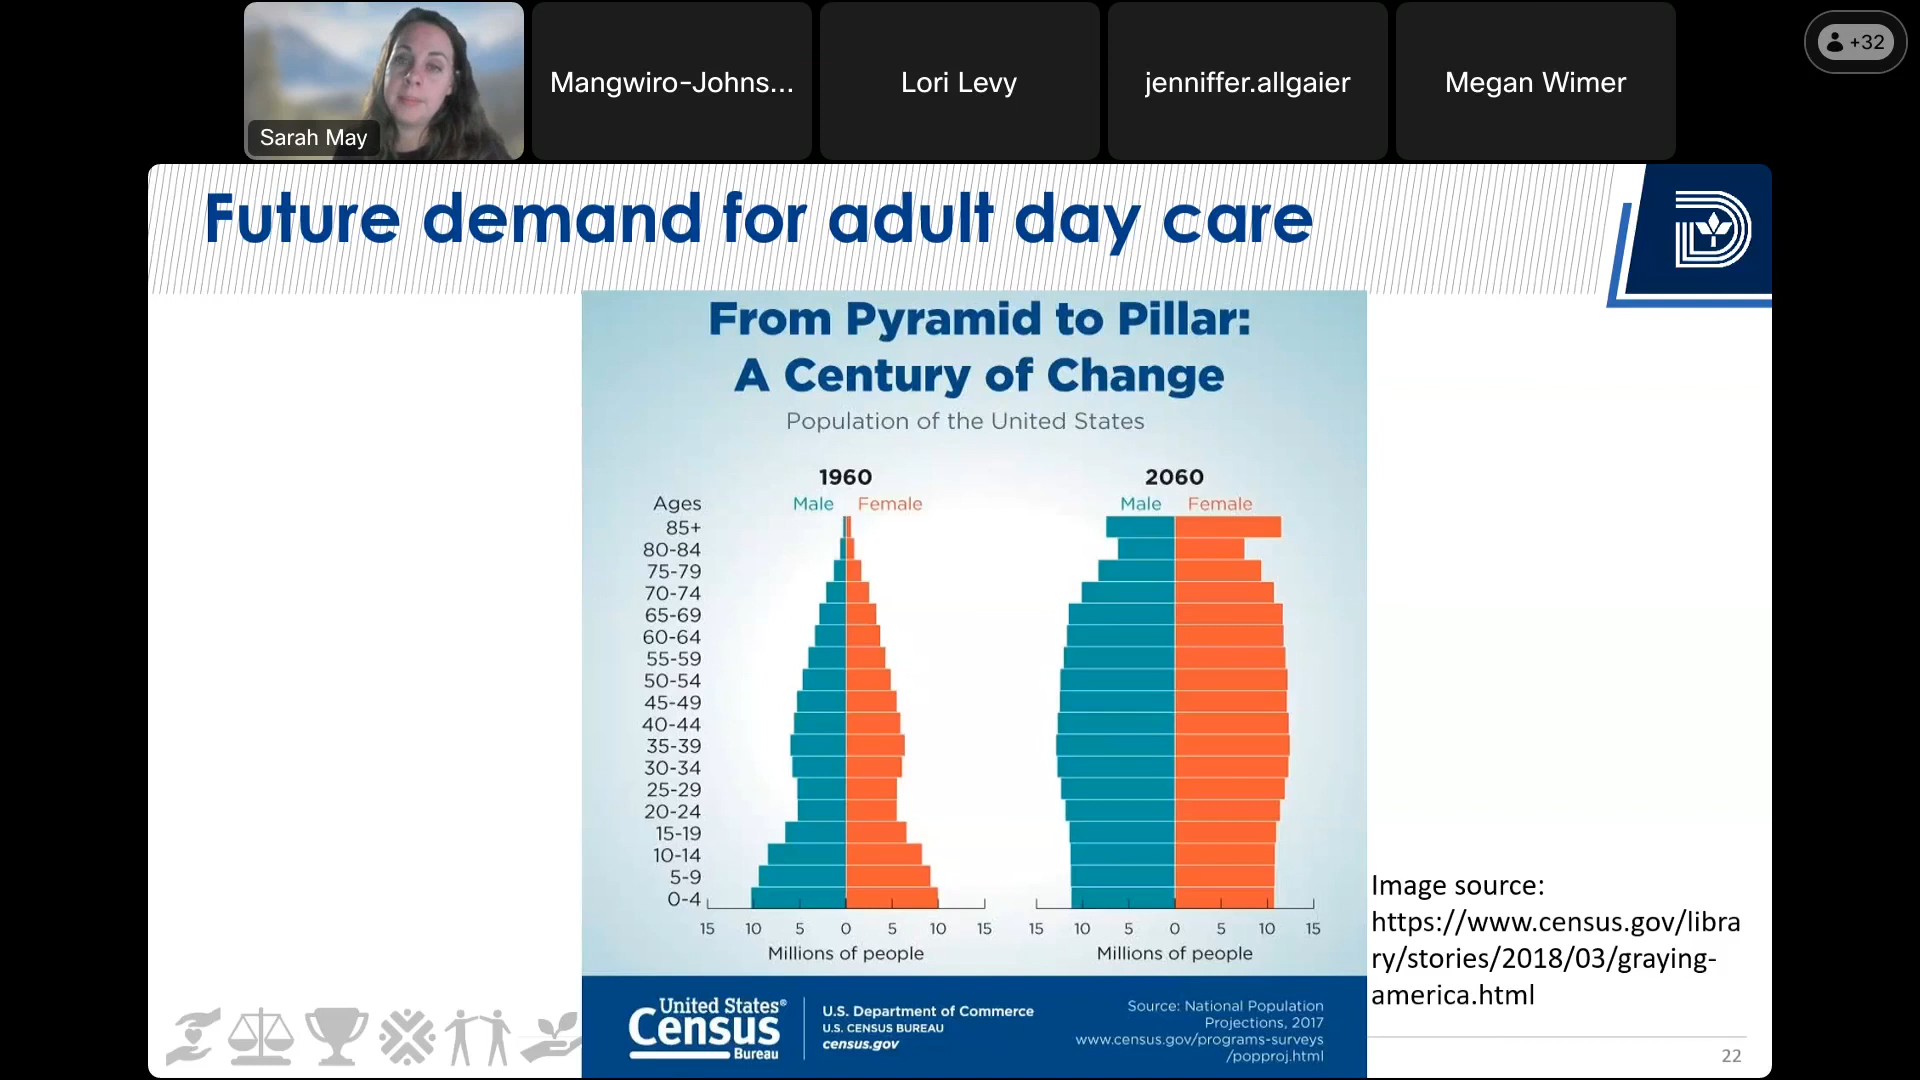 +32
Sarah May
Mangwiro-Johns...
Lori Levy
jenniffer.allgaier
Megan Wimer
Future demand for adult day care
From Pyramid to Pillar:
A Century of Change
Population of the United States
1960
2060
Ages
Male Female
Male Female
85+
80-84
75-79
70-74
65-69
60-64
55-59
50-54
45-49
40-44
35-39
30-34
25-29
20-24
15-19
10-14
5-9
0-4
15 10 5 0 5 10 15
15 10 5 0 5 10 15
Millions of people
Millions of people
United States®
Census
Bureau
U.S. Department of Commerce
U.S. CENSUS BUREAU
census.gov
Source: National Population
Projections, 2017
www.census.gov/programs-surveys
/popproj.html
Image source:
https://www.census.gov/libra
ry/stories/2018/03/graying-
america.html
22